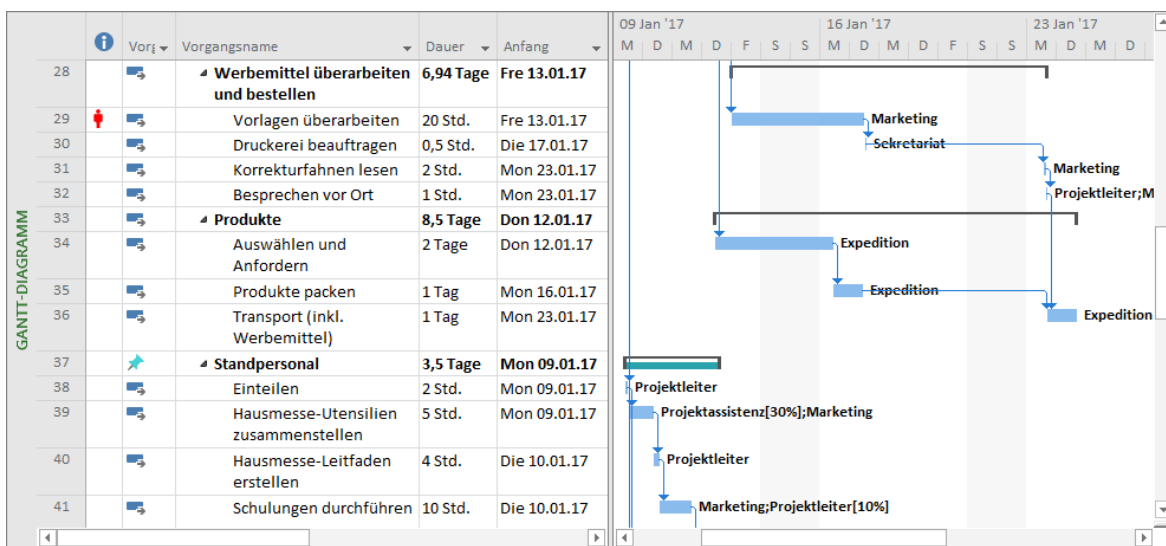 09 Jan '17 16 Jan '17 23 Jan '17
Vorg Vorgangsname Dauer Anfang M D M D F S S M D M D F S S M D M D
28 Werbemittel überarbeiten 6,94 Tage Fre 13.01.17
und bestellen
29 Vorlagen überarbeiten 20 Std. Fre 13.01.17 Marketing
30 Druckerei beauftragen 0,5 Std. Die 17.01.17 Sekretariat
31 Korrekturfahnen lesen 2 Std. Mon 23.01.17 Marketing
32 Besprechen vor Ort 1 Std. Mon 23.01.17 Projektleiter;M
33 Produkte 8,5 Tage Don 12.01.17
34 Auswählen und 2 Tage Don 12.01.17 Expedition
Anfordern
35 Produkte packen 1 Tag Mon 16.01.17 Expedition
36 Transport (inkl. 1 Tag Mon 23.01.17 Expedition
Werbemittel)
37 Standpersonal 3,5 Tage Mon 09.01.17
38 Einteilen 2 Std. Mon 09.01.17 Projektleiter
39 Hausmesse-Utensilien 5 Std. Mon 09.01.17 Projektassistenz[30%];Marketing
zusammenstellen
40 Hausmesse-Leitfaden 4 Std. Die 10.01.17 Projektleiter
erstellen
41 Schulungen durchführen 10 Std. Die 10.01.17 Marketing;Projektleiter[10%]
GANTT-DIAGRAMM